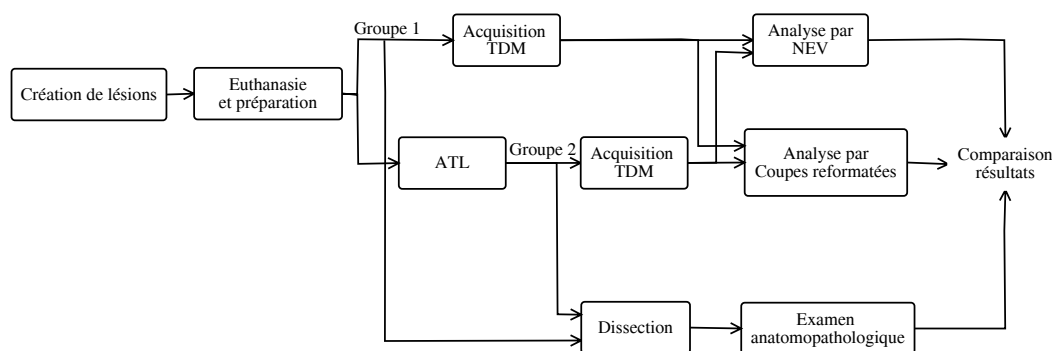 Groupe 1
Acquisition
TDM
Analyse par
NEV
Création de lésions
Euthanasie
et préparation
Groupe 2
ATL
Acquisition
TDM
Analyse par
Coupes reformatées
Comparaison
résultats
Dissection
Examen
anatomopathologique